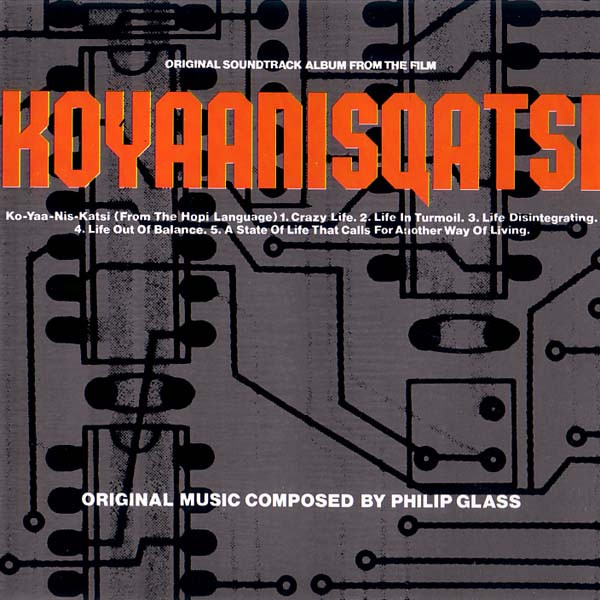 ORIGINAL SOUNDTRACK ALBUM FROM THE FILM
KOYAANISQATSI
Ko-Yaa-Nis-Katsi (From The Hopi Language) 1. Crazy Life. 2. Life In Turmoil. 3. Life Disintegrating.
4. Life Out Of Balance. 5. A State Of Life That Calls For Another Way Of Living.
ORIGINAL MUSIC COMPOSED BY PHILIP GLASS